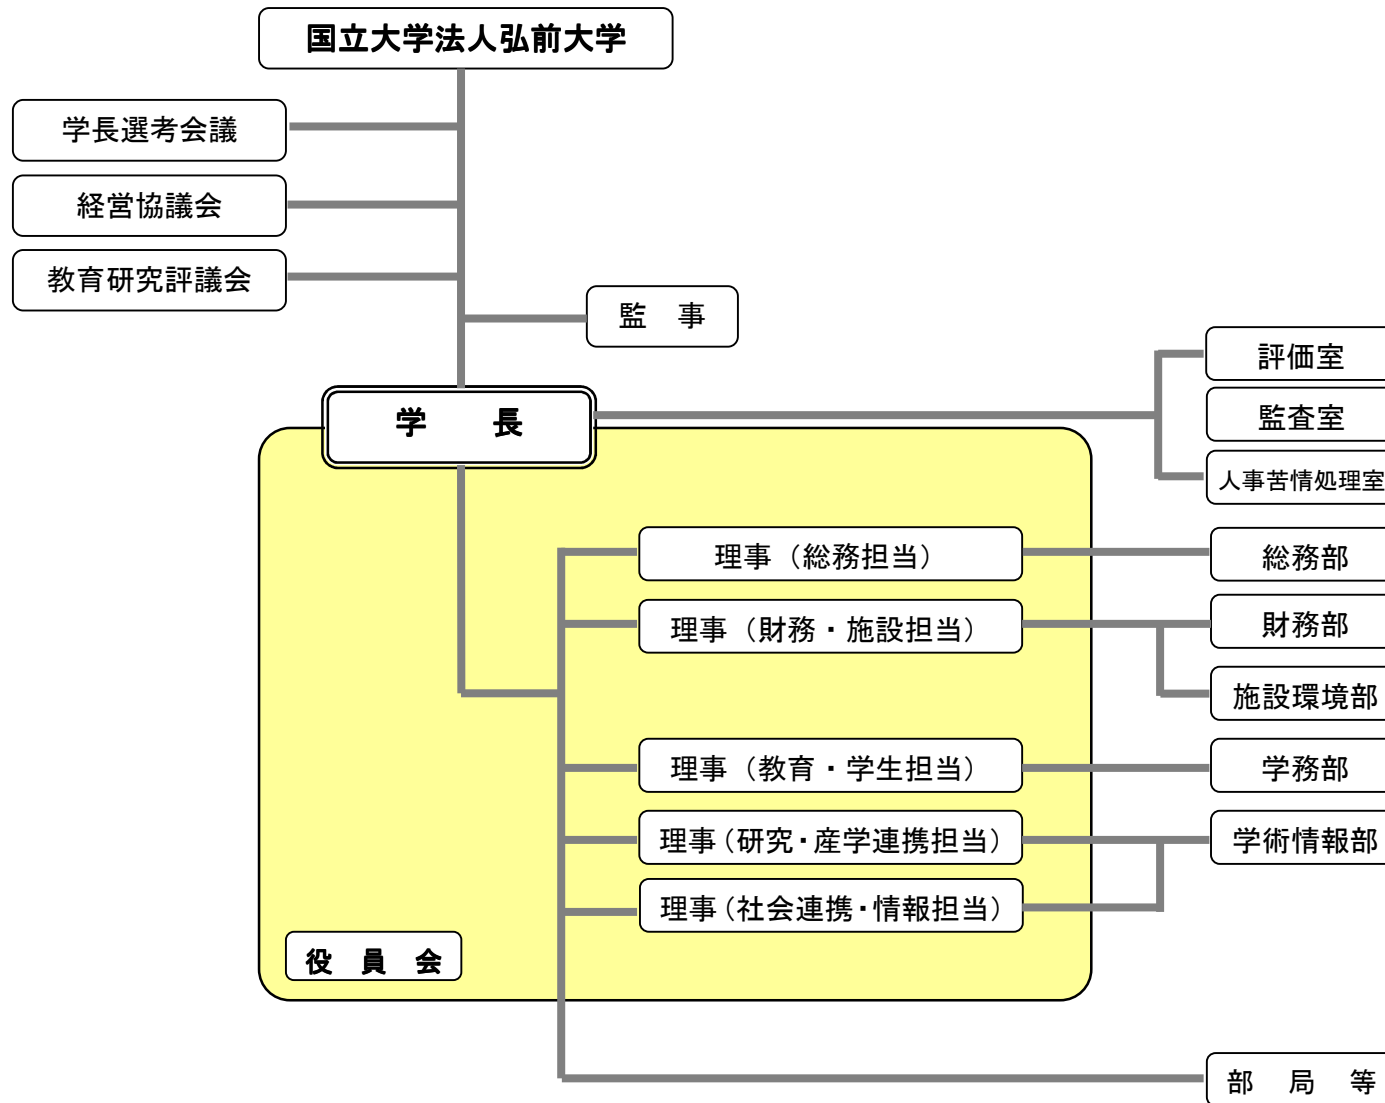 国立大学法人弘前大学
学長選考会議
経営協議会
教育研究評議会
監　事
評価室
学　長
監査室
人事苦情処理室
理事（総務担当）
総務部
理事（財務・施設担当）
財務部
施設環境部
理事（教育・学生担当）
学務部
理事（研究・産学連携担当）
学術情報部
理事（社会連携・情報担当）
役　員　会
部　局　等